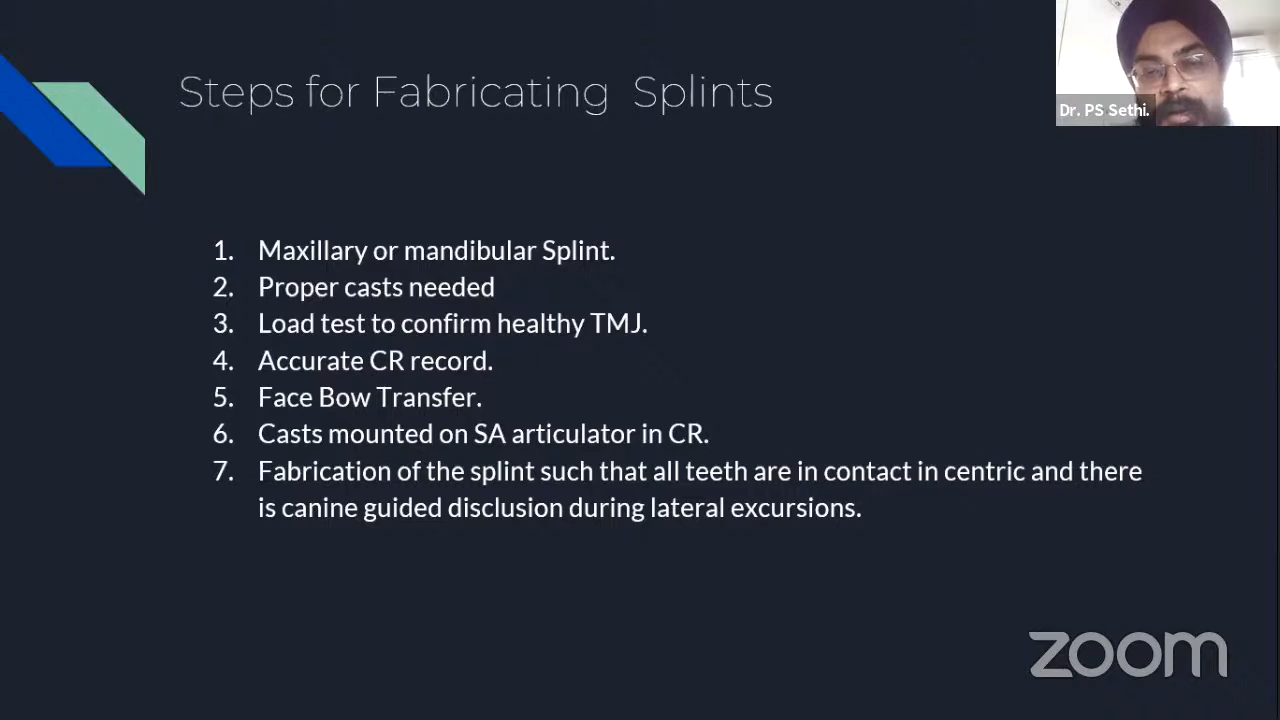 Steps for Fabricating Splints
Dr. PS Sethi.
1. Maxillary or mandibular Splint.
2. Proper casts needed
3. Load test to confirm healthy TMJ.
4. Accurate CR record.
5. Face Bow Transfer.
6. Casts mounted on SA articulator in CR.
7. Fabrication of the splint such that all teeth are in contact in centric and there
is canine guided disclusion during lateral excursions.
zoom